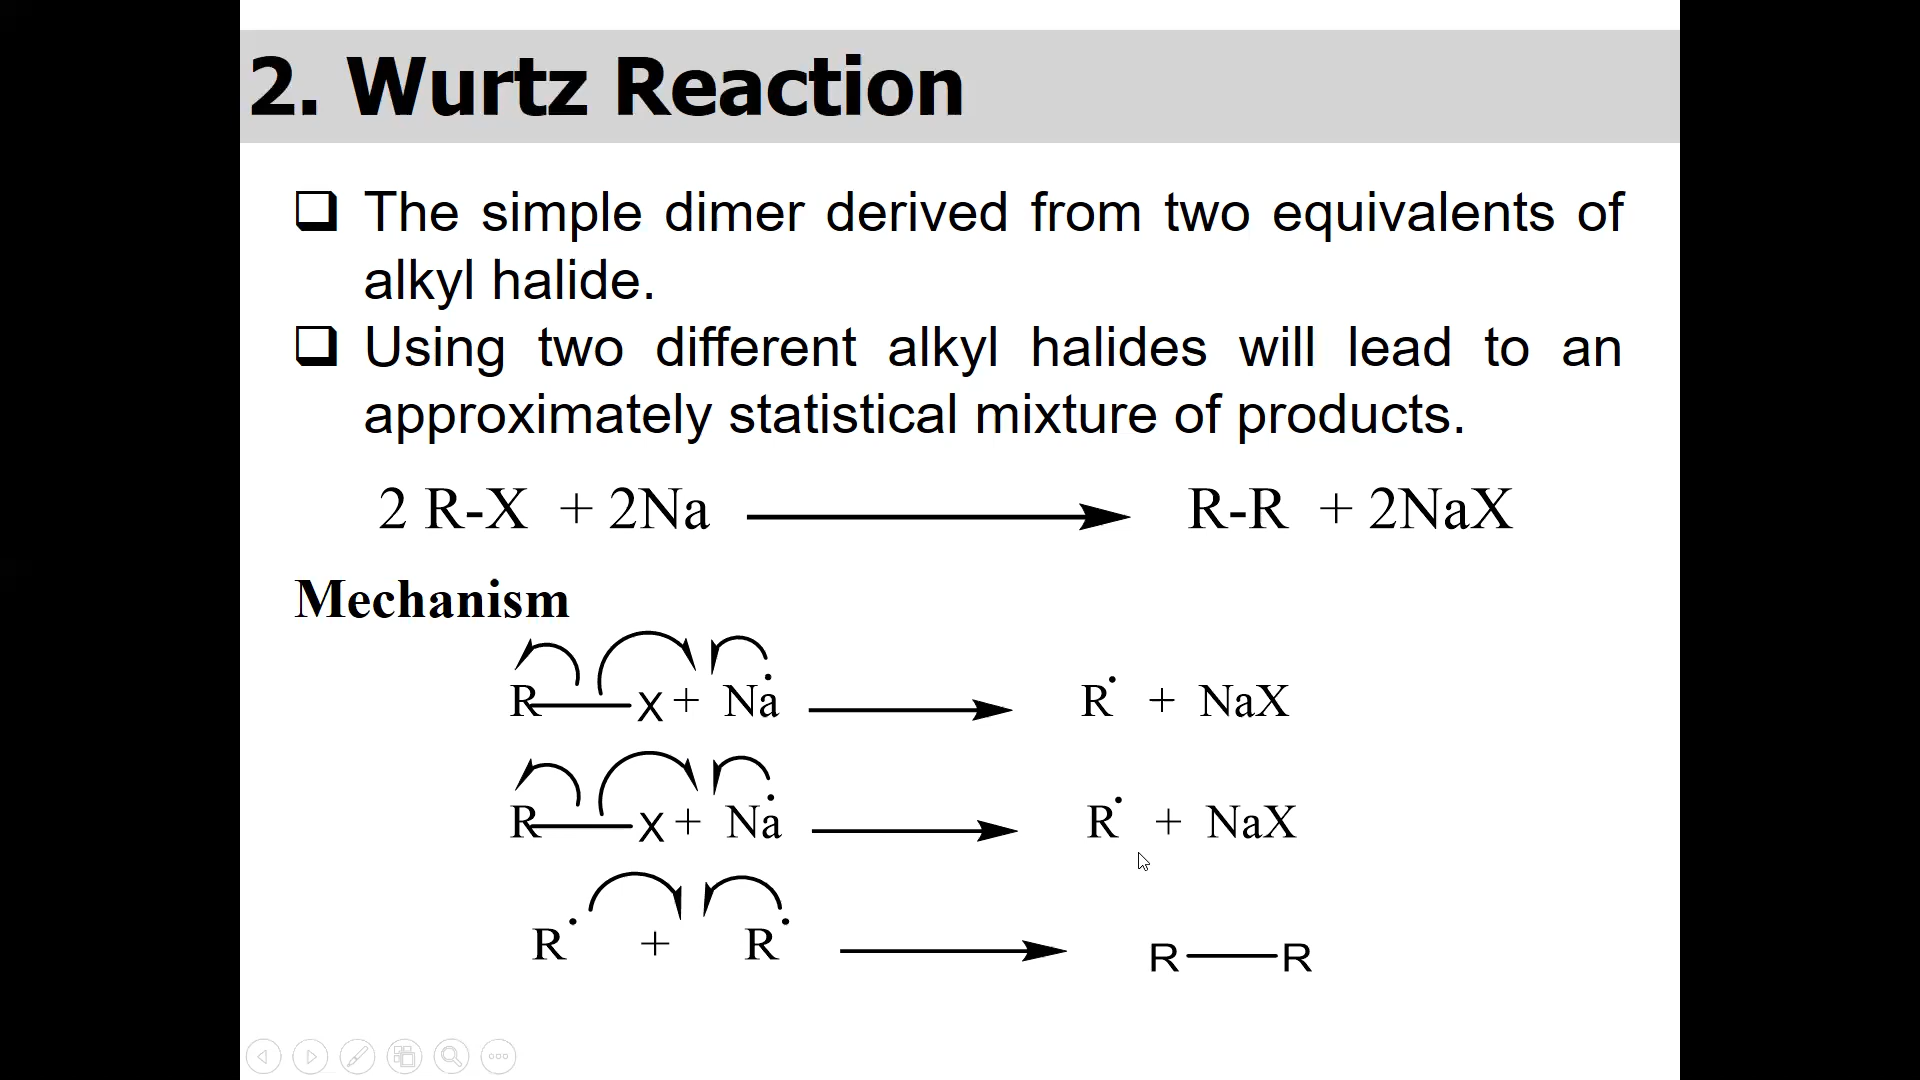 2. Wurtz Reaction
❑ The simple dimer derived from two equivalents of
alkyl halide.
❑ Using two different alkyl halides will lead to an
approximately statistical mixture of products.
2 R-X + 2Na ⟶ R-R + 2NaX
Mechanism
R—X + Na· ⟶ R· + NaX
R—X + Na· ⟶ R· + NaX
R· + R· ⟶ R—R